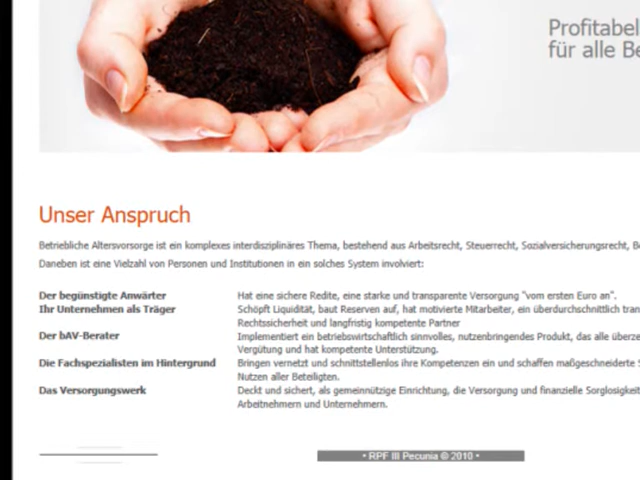 Profitabel
für alle Be
Unser Anspruch
Betriebliche Altersvorsorge ist ein komplexes interdisziplinäres Thema, bestehend aus Arbeitsrecht, Steuerrecht, Sozialversicherungsrecht, B
Daneben ist eine Vielzahl von Personen und Institutionen in ein solches System involviert:
Der begünstigte Anwärter Hat eine sichere Redite, eine starke und transparente Versorgung "vom ersten Euro an".
Ihr Unternehmen als Träger Schöpft Liquidität, baut Reserven auf, hat motivierte Mitarbeiter, ein überdurchschnittlich tran
Rechtssicherheit und langfristig kompetente Partner
Der bAV-Berater Implementiert ein betriebswirtschaftlich sinnvolles, nutzenbringendes Produkt, das alle überze
Vergütung und hat kompetente Unterstützung.
Die Fachspezialisten im Hintergrund Bringen vernetzt und schnittstellenlos ihre Kompetenzen ein und schaffen maßgeschneiderte S
Nutzen aller Beteiligten.
Das Versorgungswerk Deckt und sichert, als gemeinnützige Einrichtung, die Versorgung und finanzielle Sorglosigkeit
Arbeitnehmern und Unternehmern.
• RPF III Pecunia © 2010 •